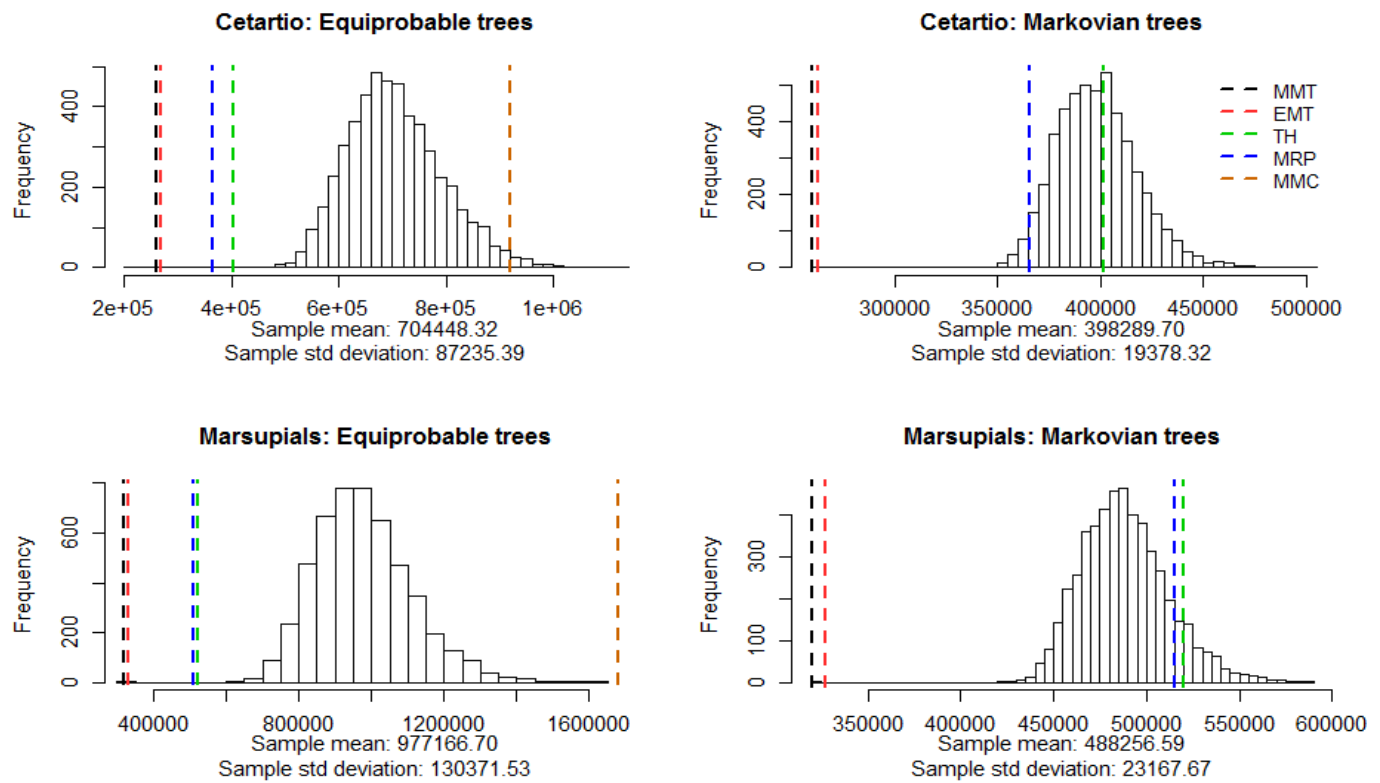 Cetartio: Equiprobable trees
Frequency
0
200
400
2e+05 4e+05 6e+05 8e+05 1e+06
Sample mean: 704448.32
Sample std deviation: 87235.39
Cetartio: Markovian trees
Frequency
0
200
400
MMT
EMT
TH
MRP
MMC
300000 350000 400000 450000 500000
Sample mean: 398289.70
Sample std deviation: 19378.32
Marsupials: Equiprobable trees
Frequency
0
200
600
400000 800000 1200000 1600000
Sample mean: 977166.70
Sample std deviation: 130371.53
Marsupials: Markovian trees
Frequency
0
100
300
350000 400000 450000 500000 550000 600000
Sample mean: 488256.59
Sample std deviation: 23167.67